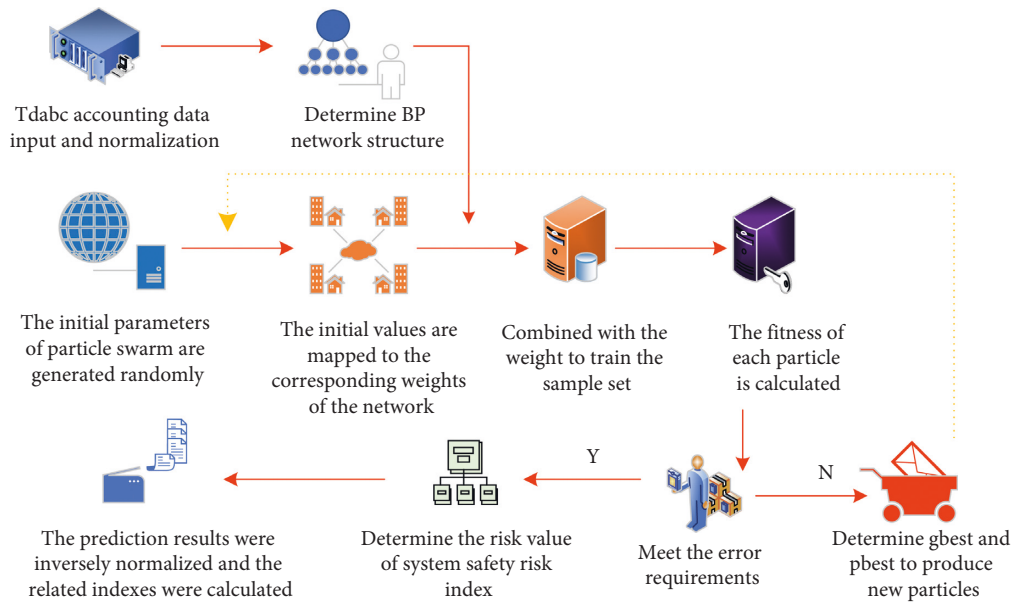 Tdabc accounting data
input and normalization
Determine BP
network structure
The initial parameters
of particle swarm are
generated randomly
The initial values are
mapped to the
corresponding weights
of the network
Combined with the
weight to train the
sample set
The fitness of
each particle
is calculated
Y
N
The prediction results were
inversely normalized and the
related indexes were calculated
Determine the risk value
of system safety risk
index
Meet the error
requirements
Determine gbest and
pbest to produce
new particles